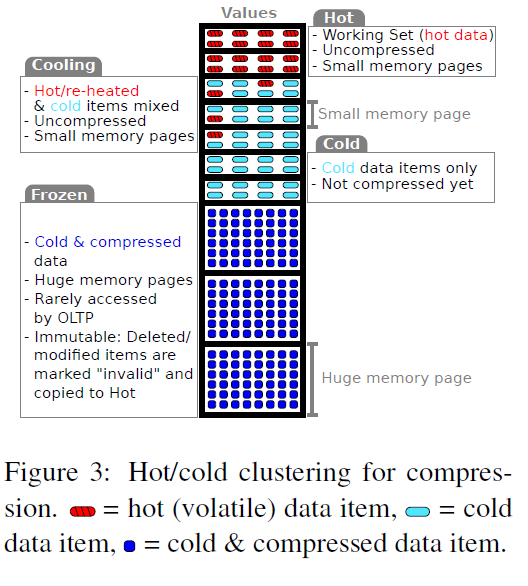 Values
Hot
- Working Set (hot data)
- Uncompressed
- Small memory pages
Cooling
- Hot/re-heated
& cold items mixed
- Uncompressed
- Small memory pages
Small memory page
Cold
- Cold data items only
- Not compressed yet
Frozen
- Cold & compressed
data
- Huge memory pages
- Rarely accessed
by OLTP
- Immutable: Deleted/
modified items are
marked "invalid" and
copied to Hot
Huge memory page
Figure 3: Hot/cold clustering for compres-
sion. = hot (volatile) data item, = cold
data item, = cold & compressed data item.